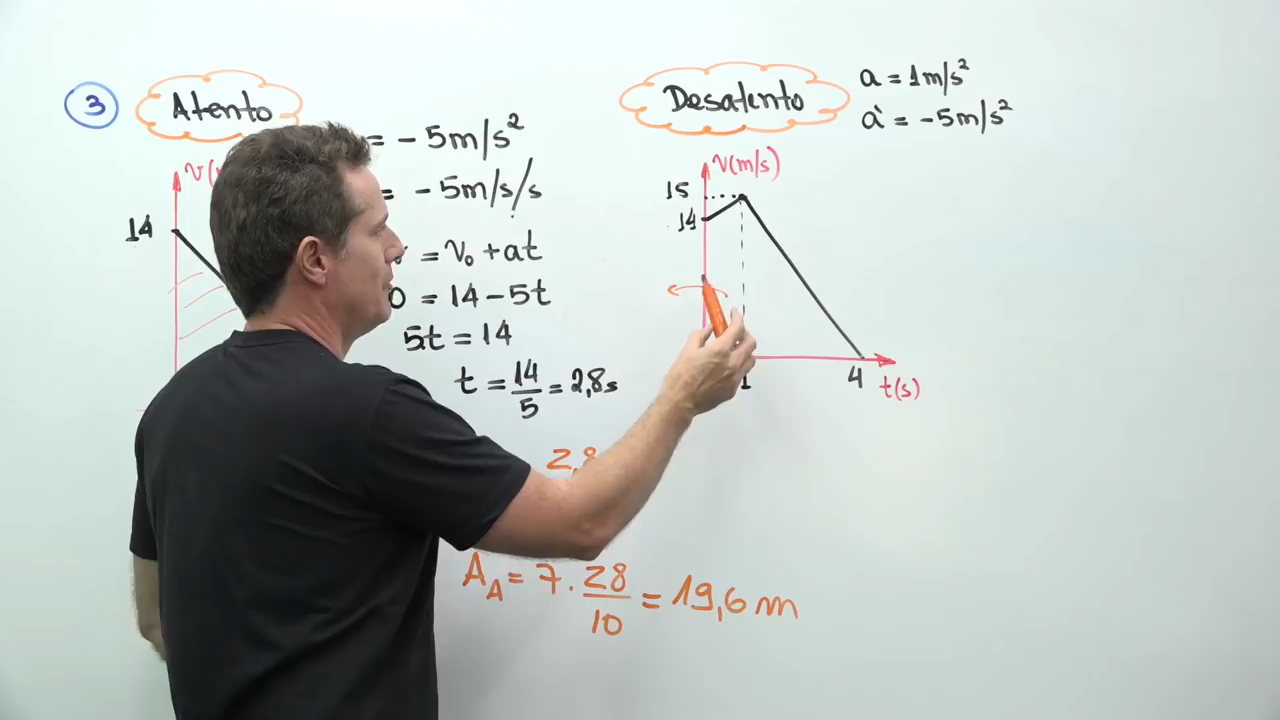 3
Atento
= - 5m/s²
= - 5m/s/s
v(
14
= v₀ + at
0 = 14 - 5t
5t = 14
t = 14/5 = 2,8s
2,8
A_A = 7 . 28/10 = 19,6 m
Desatento
a = 1m/s²
a' = - 5m/s²
v(m/s)
15
14
1
4
t(s)